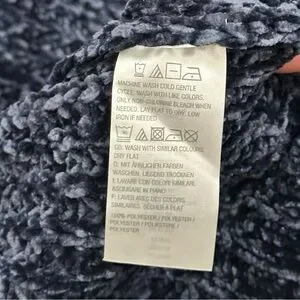 MACHINE WASH COLD GENTLE
CYCLE. WASH WITH LIKE COLORS.
ONLY NON-CHLORINE BLEACH WHEN
NEEDED. LAY FLAT TO DRY. LOW
IRON IF NEEDED
GB: WASH WITH SIMILAR COLOURS
DRY FLAT
D: MIT ÄHNLICHEN FARBEN
WASCHEN, LIEGEND TROCKNEN
I: LAVARE CON COLORI SIMILARI.
ASCIUGARE IN PIANO
F: LAVER AVEC DES COLORIS
SIMILAIRES. SÉCHER À PLAT
100% POLYESTER / POLYESTER /
POLYESTER / POLIESTERE /
POLYESTER